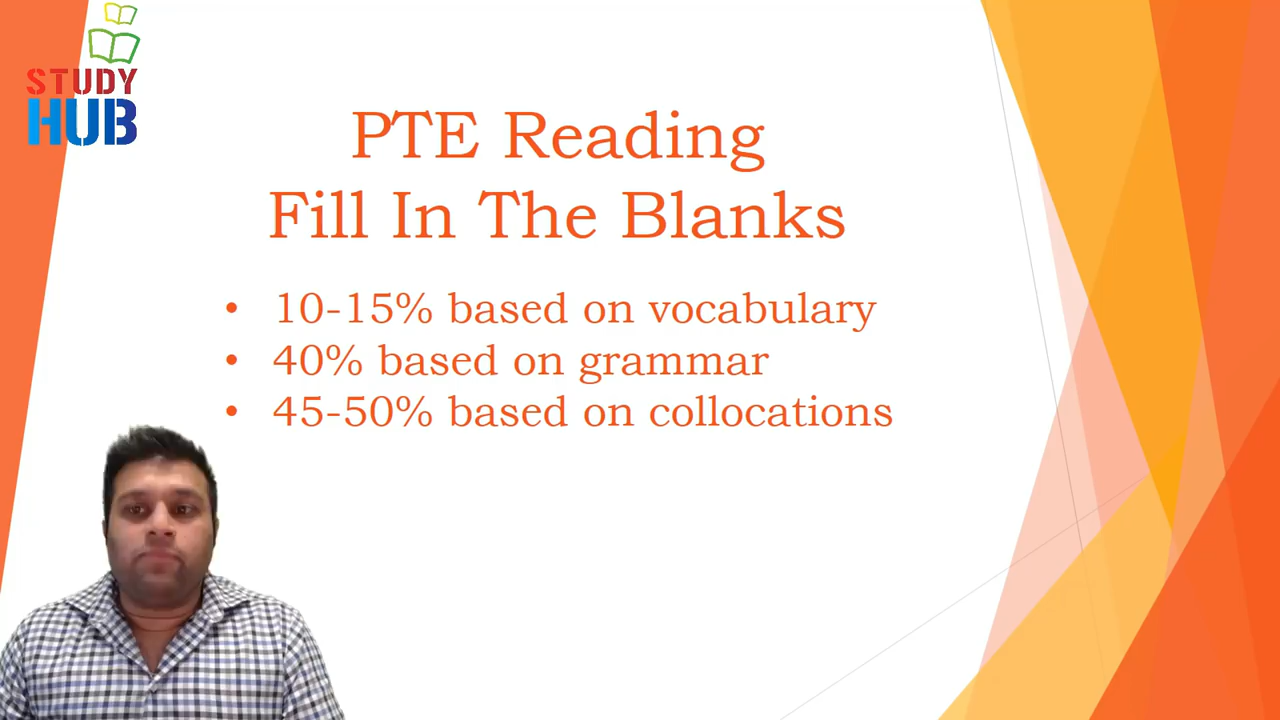 STUDY
HUB
PTE Reading
Fill In The Blanks
• 10-15% based on vocabulary
• 40% based on grammar
• 45-50% based on collocations